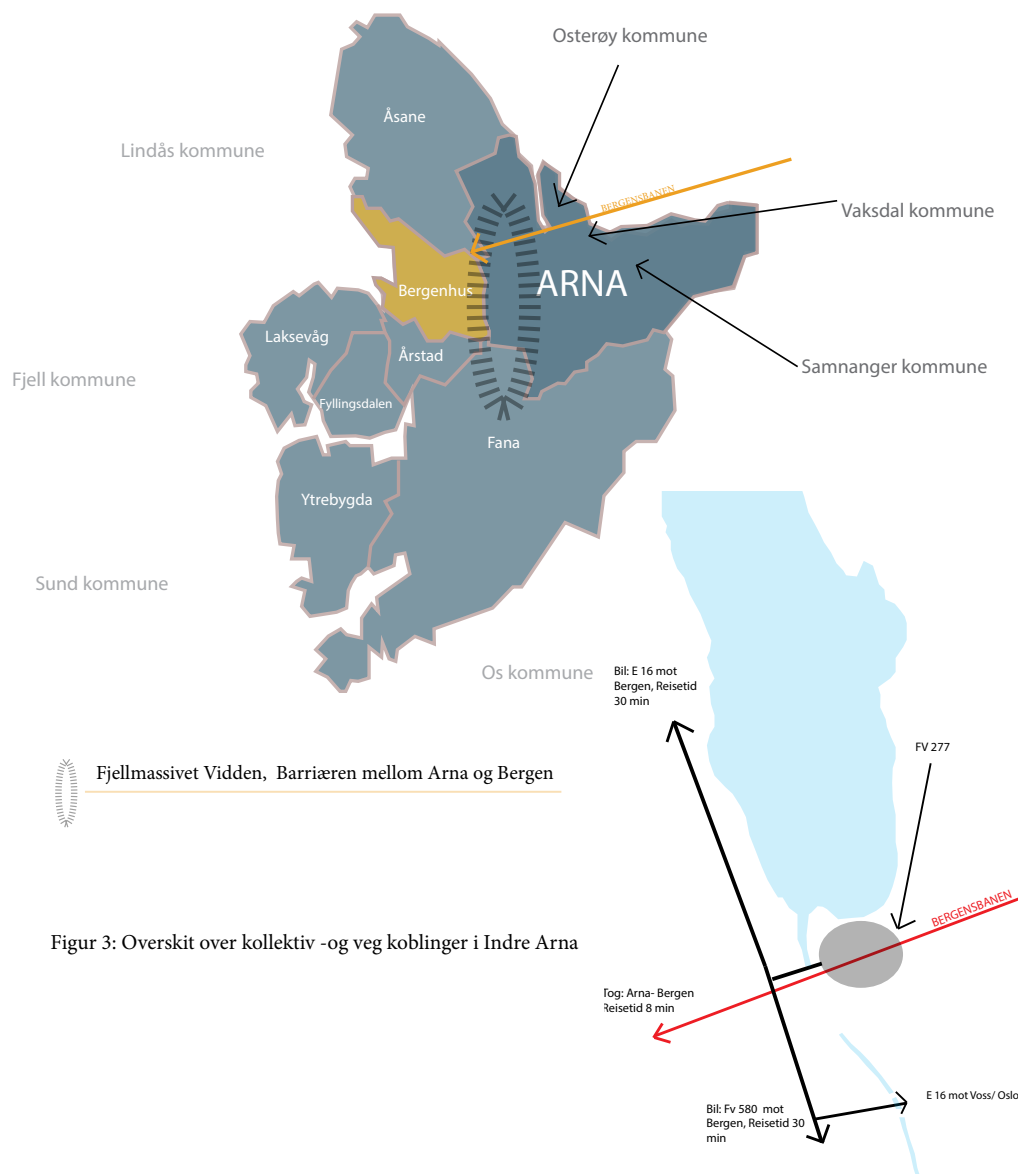 Osterøy kommune
Åsane
Lindås kommune
BERGENSBANEN
Vaksdal kommune
ARNA
Bergenhus
Laksevåg
Årstad
Samnanger kommune
Fjell kommune
Fyllingsdalen
Fana
Ytrebygda
Sund kommune
Os kommune
Bil: E 16 mot
Bergen, Reisetid
30 min
FV 277
Fjellmassivet Vidden, Barriæren mellom Arna og Bergen
BERGENSBANEN
Figur 3: Overskit over kollektiv -og veg koblinger i Indre Arna
Tog: Arna- Bergen
Reisetid 8 min
E 16 mot Voss/ Oslo
Bil: Fv 580 mot
Bergen, Reisetid 30
min